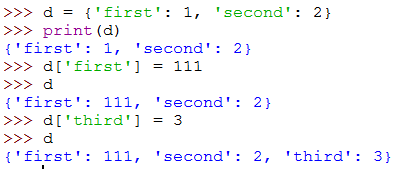 >>> d = {'first': 1, 'second': 2}
>>> print(d)
{'first': 1, 'second': 2}
>>> d['first'] = 111
>>> d
{'first': 111, 'second': 2}
>>> d['third'] = 3
>>> d
{'first': 111, 'second': 2, 'third': 3}